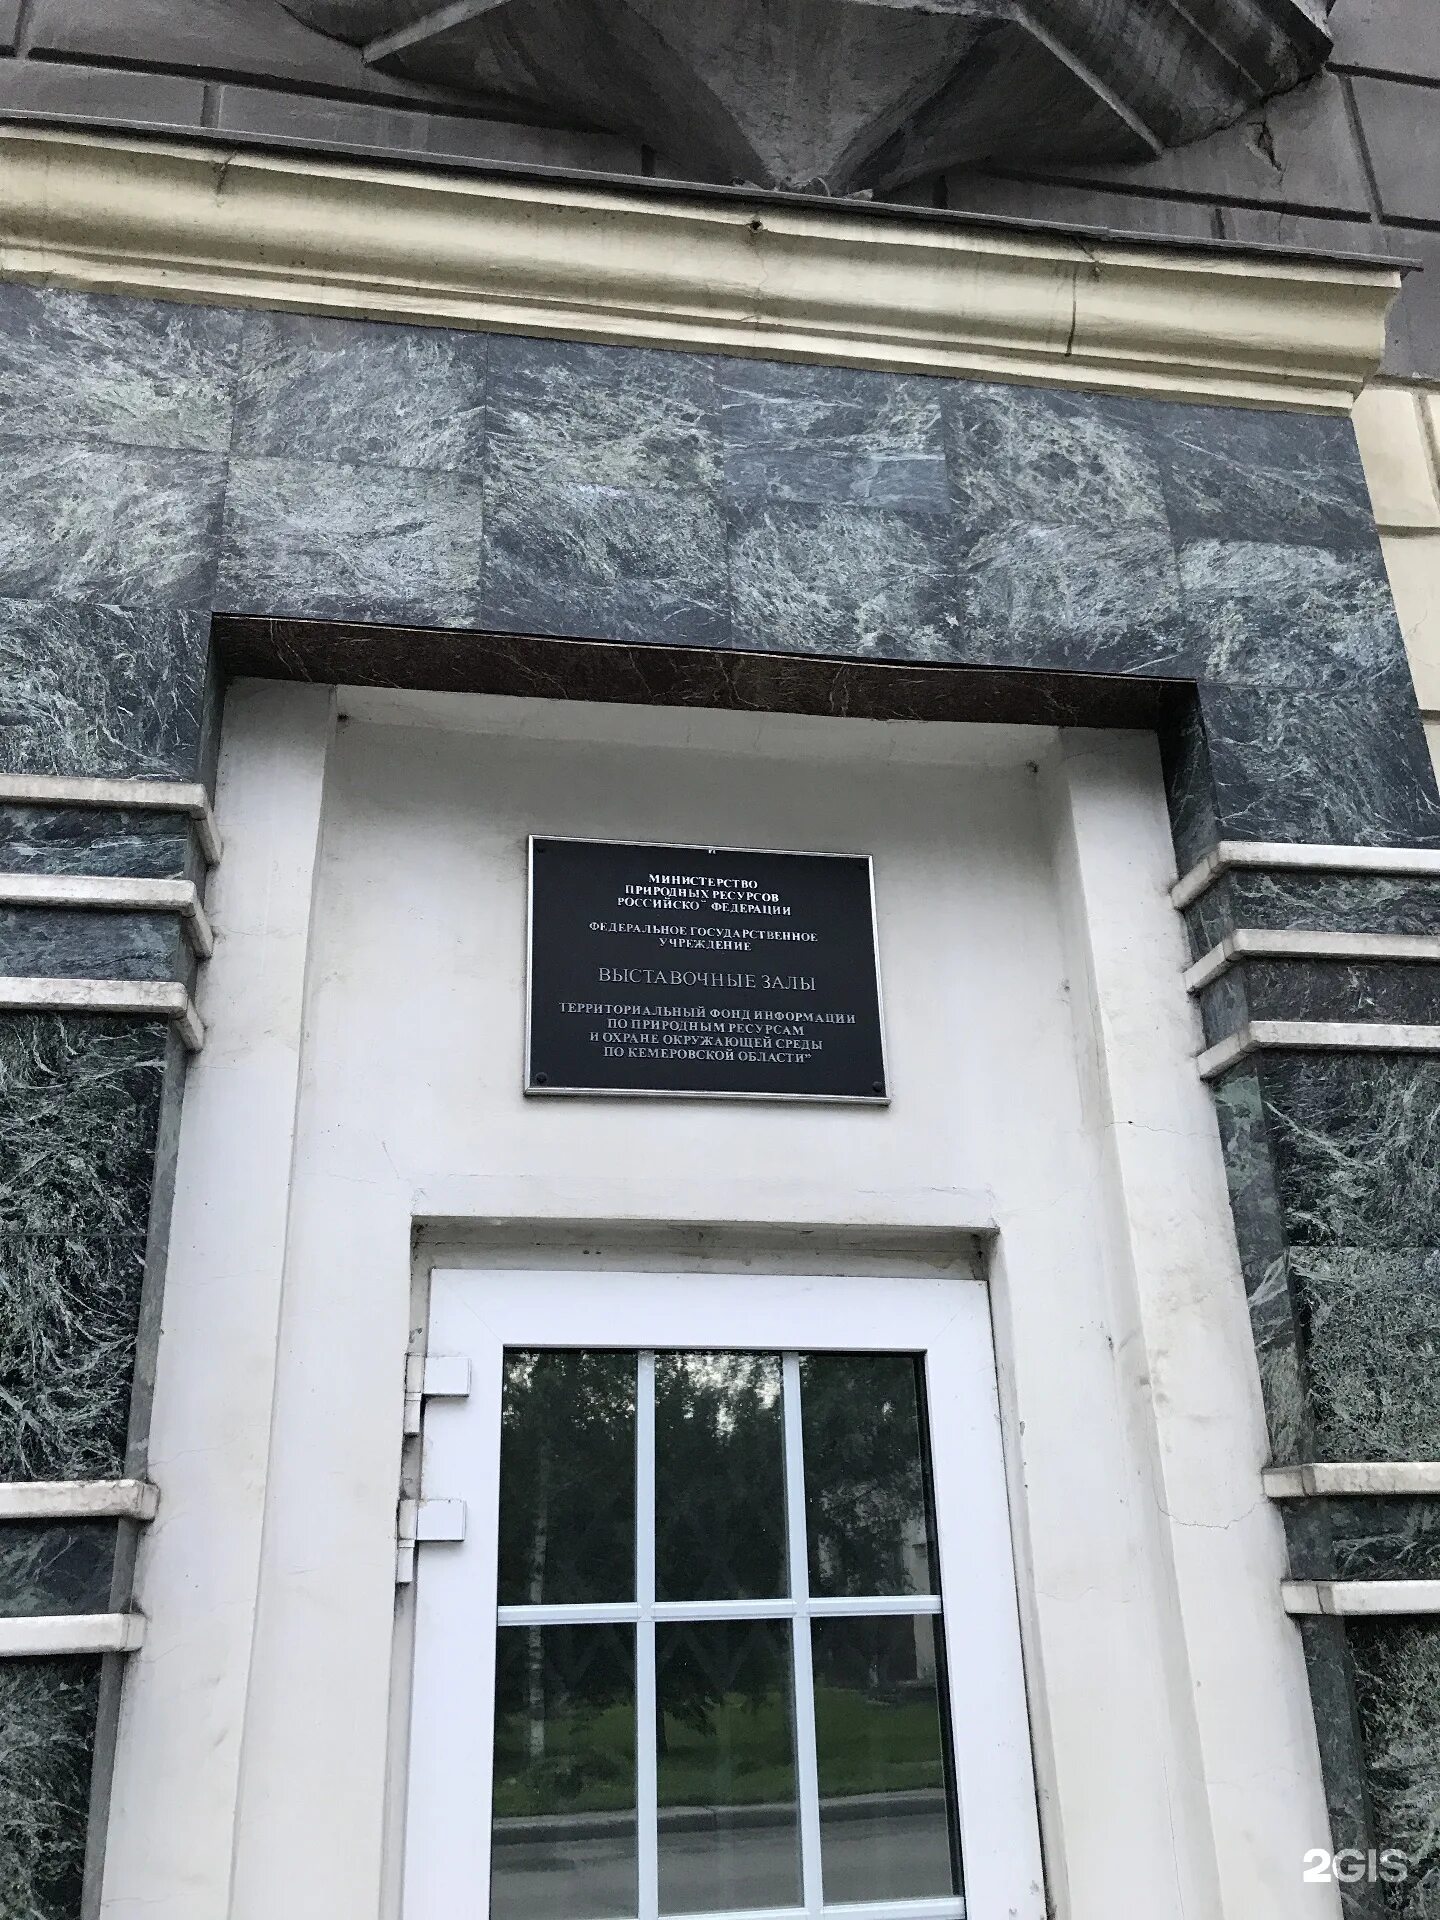 МИНИСТЕРСТВО
ПРИРОДНЫХ РЕСУРСОВ
РОССИЙСКО˘ ФЕДЕРАЦИИ
ФЕДЕРАЛЬНОЕ ГОСУДАРСТВЕННОЕ
УЧРЕЖДЕНИЕ
ВЫСТАВОЧНЫЕ ЗАЛЫ
ТЕРРИТОРИАЛЬНЫЙ ФОНД ИНФОРМАЦИИ
ПО ПРИРОДНЫМ РЕСУРСАМ
И ОХРАНЕ ОКРУЖАЮЩЕЙ СРЕДЫ
ПО КЕМЕРОВСКОЙ ОБЛАСТИ"
2GIS